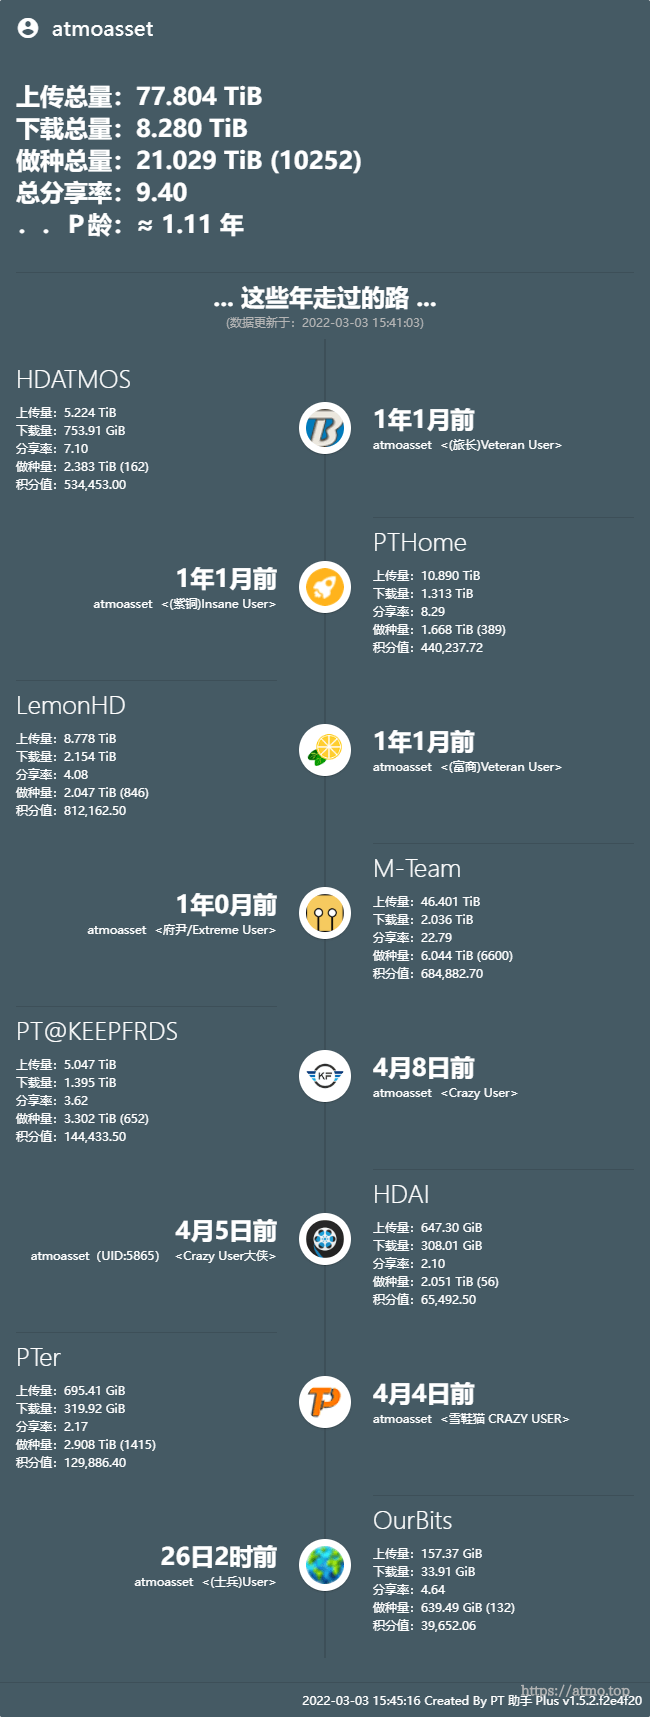 atmoasset
上传总量：77.804 TiB
下载总量：8.280 TiB
做种总量：21.029 TiB (10252)
总分享率：9.40
．．P龄：≈ 1.11 年
... 这些年走过的路 ...
(数据更新于：2022-03-03 15:41:03)
HDATMOS
上传量：5.224 TiB
下载量：753.91 GiB
分享率：7.10
做种量：2.383 TiB (162)
积分值：534,453.00
1年1月前
atmoasset <(旅长)Veteran User>
PTHome
上传量：10.890 TiB
下载量：1.313 TiB
分享率：8.29
做种量：1.668 TiB (389)
积分值：440,237.72
1年1月前
atmoasset <(紫铜)Insane User>
LemonHD
上传量：8.778 TiB
下载量：2.154 TiB
分享率：4.08
做种量：2.047 TiB (846)
积分值：812,162.50
1年1月前
atmoasset <(富商)Veteran User>
M-Team
上传量：46.401 TiB
下载量：2.036 TiB
分享率：22.79
做种量：6.044 TiB (6600)
积分值：684,882.70
1年0月前
atmoasset <府尹/Extreme User>
PT@KEEPFRDS
上传量：5.047 TiB
下载量：1.395 TiB
分享率：3.62
做种量：3.302 TiB (652)
积分值：144,433.50
KF
4月8日前
atmoasset <Crazy User>
HDAI
上传量：647.30 GiB
下载量：308.01 GiB
分享率：2.10
做种量：2.051 TiB (56)
积分值：65,492.50
4月5日前
atmoasset（UID:5865） <Crazy User大侠>
PTer
上传量：695.41 GiB
下载量：319.92 GiB
分享率：2.17
做种量：2.908 TiB (1415)
积分值：129,886.40
4月4日前
atmoasset <雪鞋猫 CRAZY USER>
OurBits
上传量：157.37 GiB
下载量：33.91 GiB
分享率：4.64
做种量：639.49 GiB (132)
积分值：39,652.06
26日2时前
atmoasset <(士兵)User>
https://atmo.top
2022-03-03 15:45:16 Created By PT 助手 Plus v1.5.2.f2e4f20